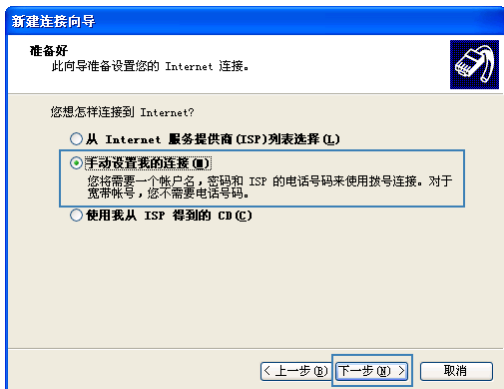 新建连接向导
准备好
此向导准备设置您的 Internet 连接。
您想怎样连接到 Internet?
从 Internet 服务提供商(ISP)列表选择(L)
手动设置我的连接(M)
您将需要一个帐户名，密码和 ISP 的电话号码来使用拨号连接。对于
宽带帐号，您不需要电话号码。
使用我从 ISP 得到的 CD(C)
< 上一步(B)
下一步(N) >
取消